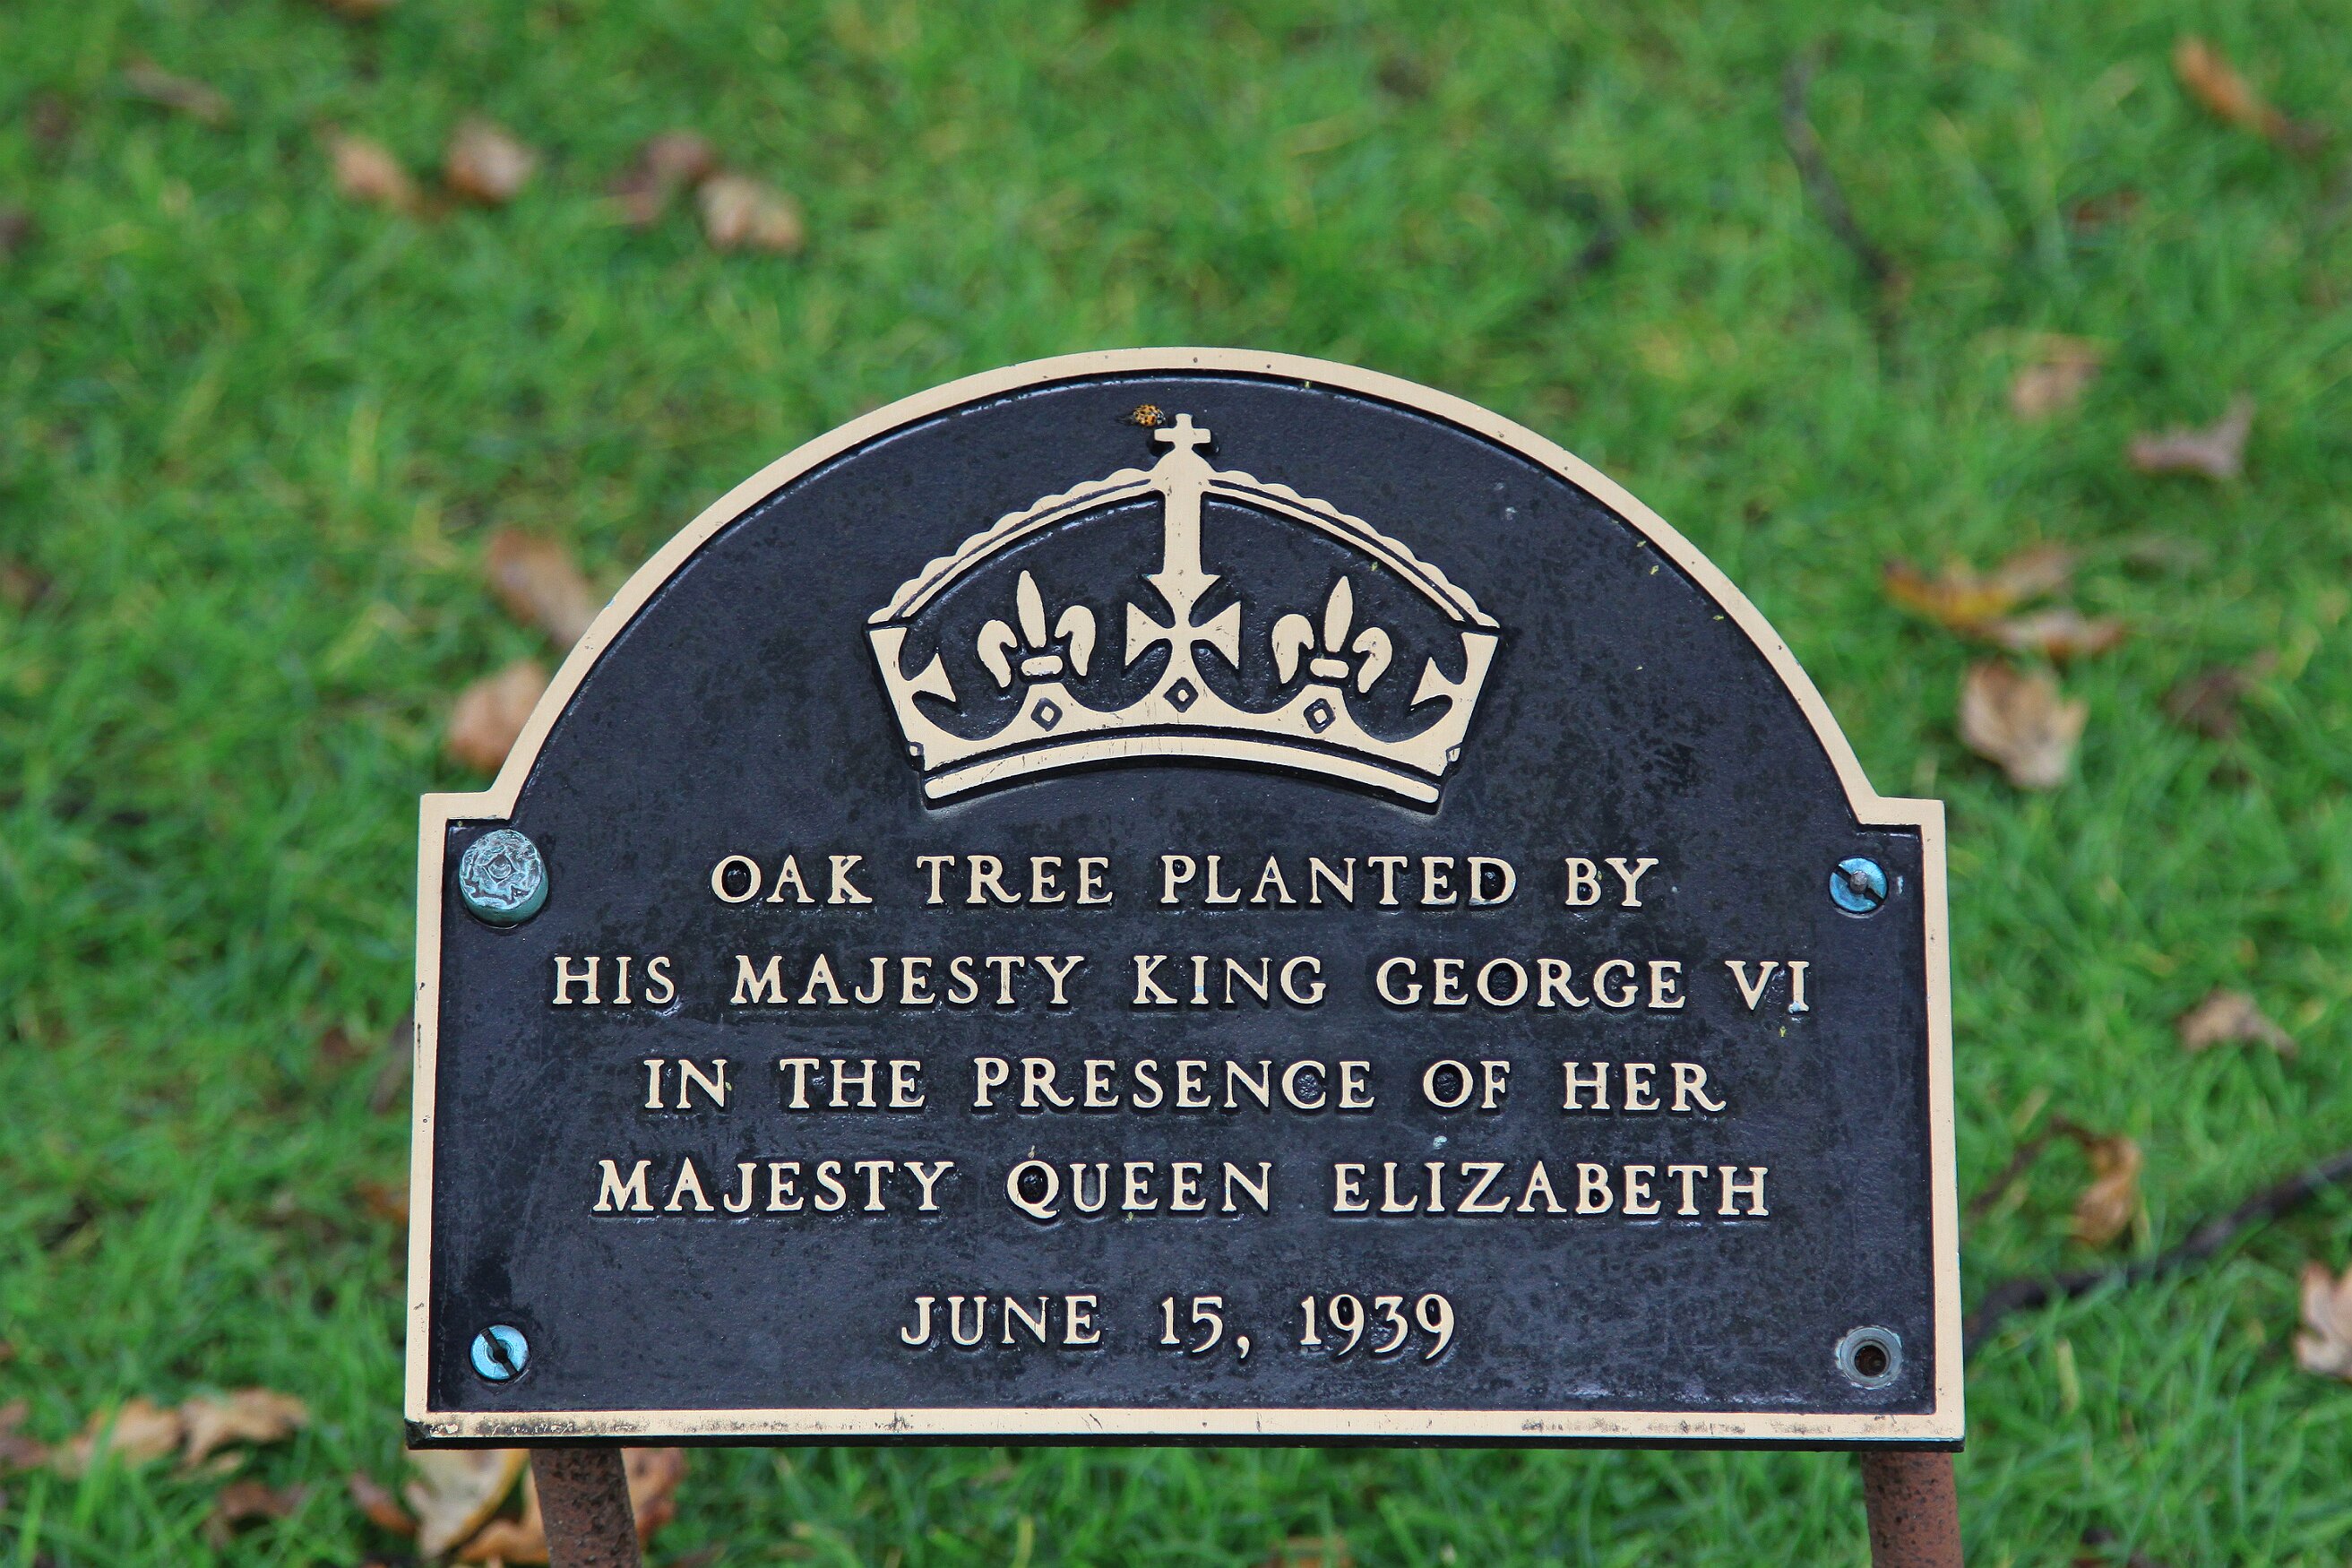 OAK TREE PLANTED BY
HIS MAJESTY KING GEORGE VI
IN THE PRESENCE OF HER
MAJESTY QUEEN ELIZABETH
JUNE 15, 1939